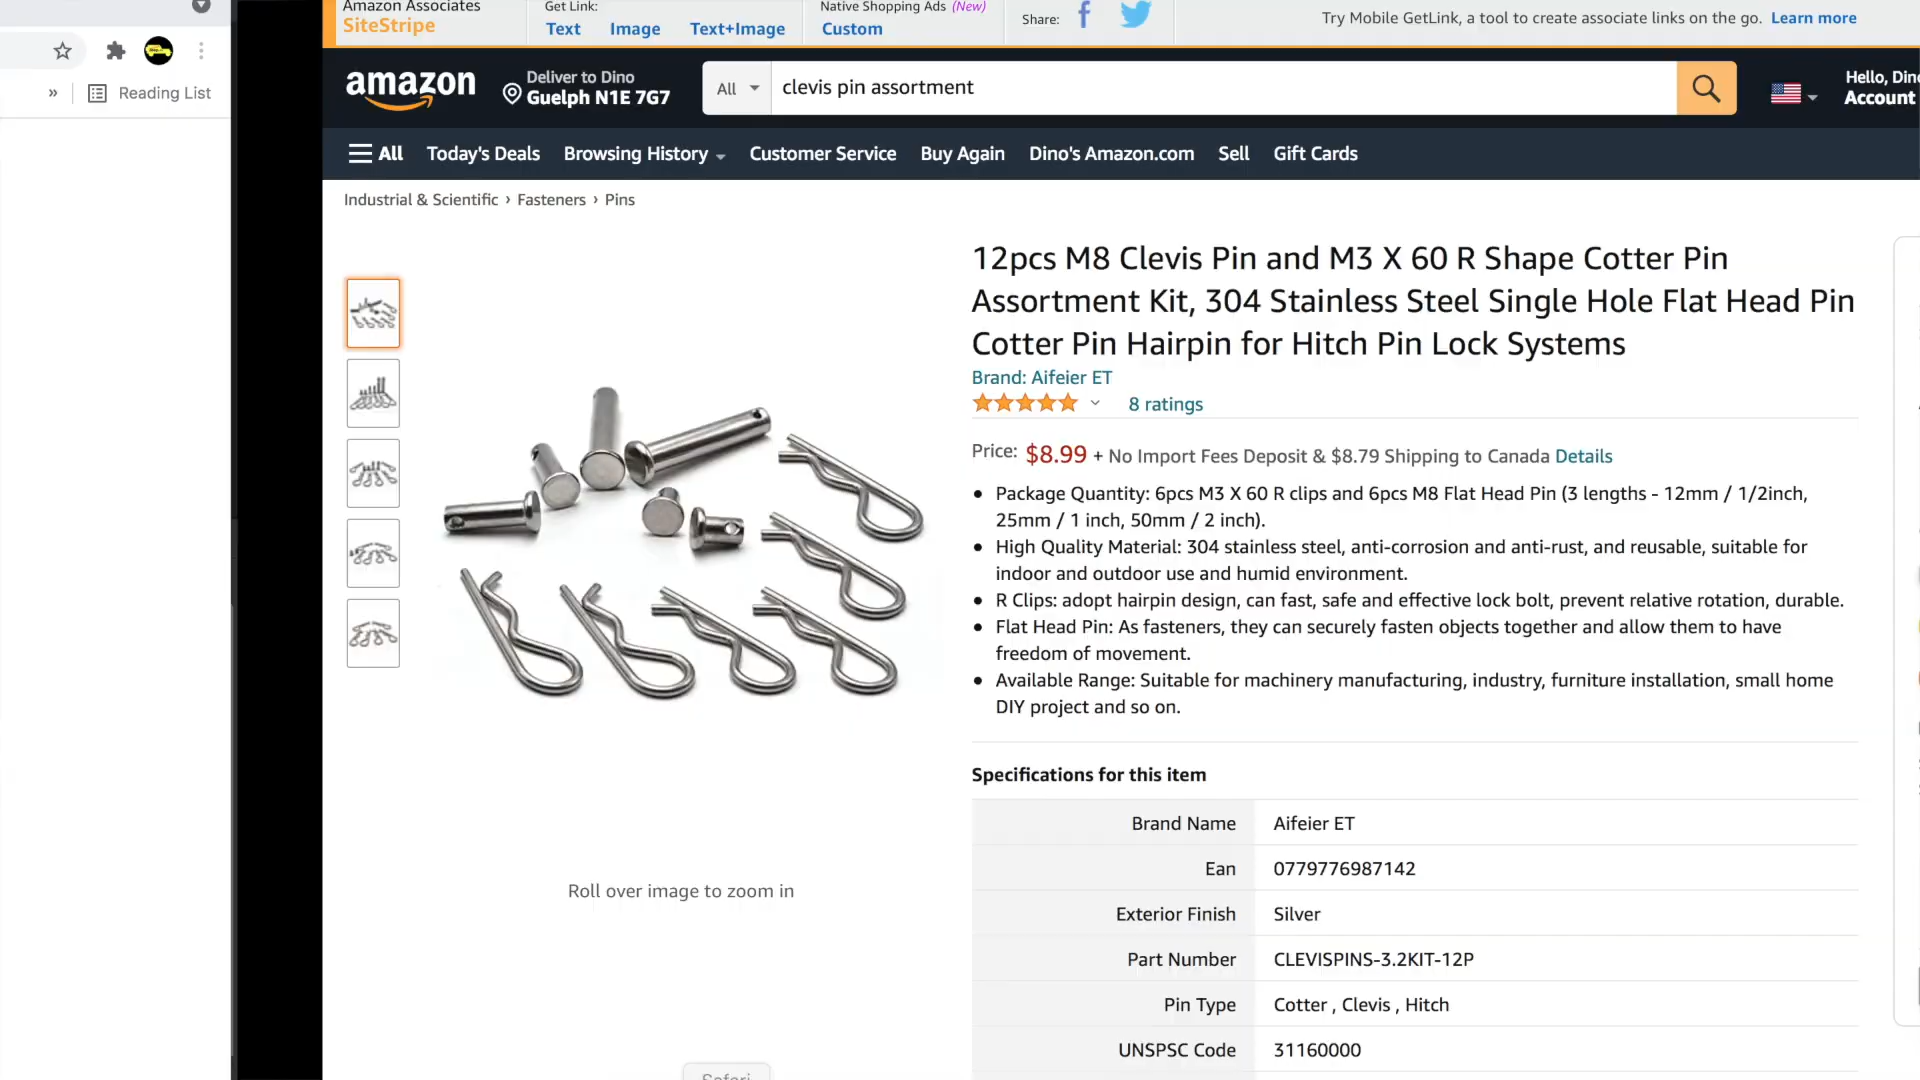 Reading List
Amazon Associates
SiteStripe
Get Link:
Text Image Text+Image
Native Shopping Ads (New)
Custom
Share:
Try Mobile GetLink, a tool to create associate links on the go. Learn more
amazon
Deliver to Dino
Guelph N1E 7G7
All
clevis pin assortment
Hello, Dino
Account
All Today's Deals Browsing History Customer Service Buy Again Dino's Amazon.com Sell Gift Cards
Industrial & Scientific › Fasteners › Pins
12pcs M8 Clevis Pin and M3 X 60 R Shape Cotter Pin
Assortment Kit, 304 Stainless Steel Single Hole Flat Head Pin
Cotter Pin Hairpin for Hitch Pin Lock Systems
Brand: Aifeier ET
8 ratings
Price: $8.99 + No Import Fees Deposit & $8.79 Shipping to Canada Details
• Package Quantity: 6pcs M3 X 60 R clips and 6pcs M8 Flat Head Pin (3 lengths - 12mm / 1/2inch,
25mm / 1 inch, 50mm / 2 inch).
• High Quality Material: 304 stainless steel, anti-corrosion and anti-rust, and reusable, suitable for
indoor and outdoor use and humid environment.
• R Clips: adopt hairpin design, can fast, safe and effective lock bolt, prevent relative rotation, durable.
• Flat Head Pin: As fasteners, they can securely fasten objects together and allow them to have
freedom of movement.
• Available Range: Suitable for machinery manufacturing, industry, furniture installation, small home
DIY project and so on.
Specifications for this item
Brand Name Aifeier ET
Ean 0779776987142
Exterior Finish Silver
Part Number CLEVISPINS-3.2KIT-12P
Pin Type Cotter , Clevis , Hitch
UNSPSC Code 31160000
Roll over image to zoom in
Safari